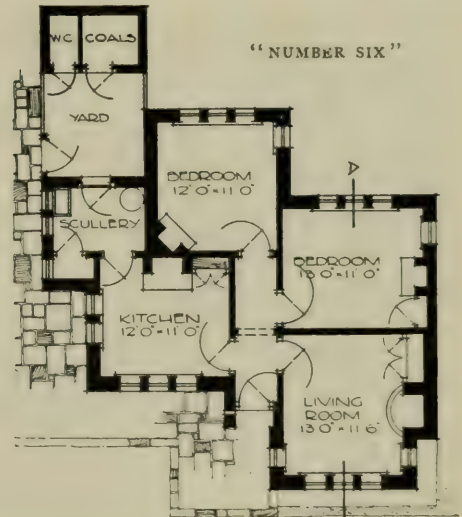 "NUMBER SIX"
WC
COALS
YARD
BEDROOM
12'0"×11'0"
SCULLERY
A
BEDROOM
13'0"×11'0"
KITCHEN
12'0"×11'0"
LIVING
ROOM
13'0"×11'6"